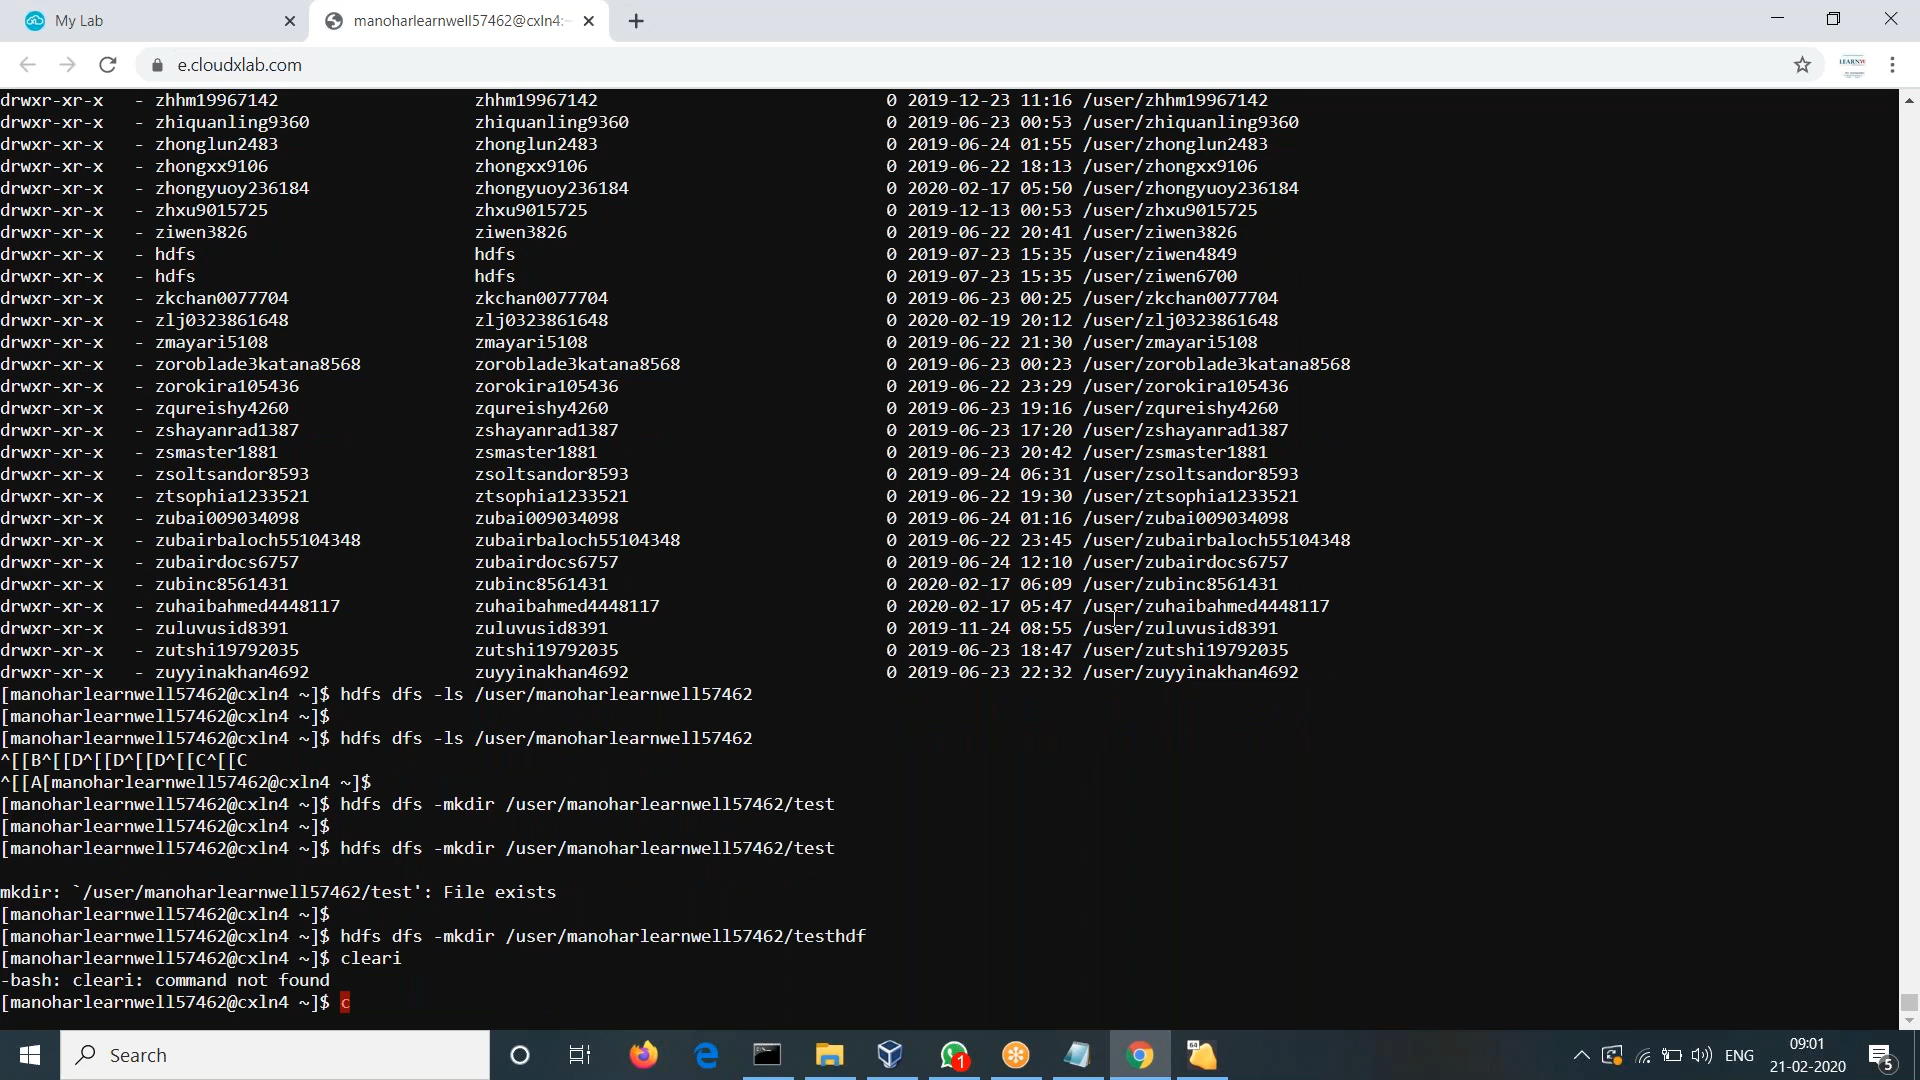 My Lab
manoharlearnwell57462@cxln4:~
e.cloudxlab.com
LEARNW
drwxr-xr-x - zhhm19967142 zhhm19967142 0 2019-12-23 11:16 /user/zhhm19967142
drwxr-xr-x - zhiquanling9360 zhiquanling9360 0 2019-06-23 00:53 /user/zhiquanling9360
drwxr-xr-x - zhonglun2483 zhonglun2483 0 2019-06-24 01:55 /user/zhonglun2483
drwxr-xr-x - zhongxx9106 zhongxx9106 0 2019-06-22 18:13 /user/zhongxx9106
drwxr-xr-x - zhongyuoy236184 zhongyuoy236184 0 2020-02-17 05:50 /user/zhongyuoy236184
drwxr-xr-x - zhxu9015725 zhxu9015725 0 2019-12-13 00:53 /user/zhxu9015725
drwxr-xr-x - ziwen3826 ziwen3826 0 2019-06-22 20:41 /user/ziwen3826
drwxr-xr-x - hdfs hdfs 0 2019-07-23 15:35 /user/ziwen4849
drwxr-xr-x - hdfs hdfs 0 2019-07-23 15:35 /user/ziwen6700
drwxr-xr-x - zkchan0077704 zkchan0077704 0 2019-06-23 00:25 /user/zkchan0077704
drwxr-xr-x - zlj0323861648 zlj0323861648 0 2020-02-19 20:12 /user/zlj0323861648
drwxr-xr-x - zmayari5108 zmayari5108 0 2019-06-22 21:30 /user/zmayari5108
drwxr-xr-x - zoroblade3katana8568 zoroblade3katana8568 0 2019-06-23 00:23 /user/zoroblade3katana8568
drwxr-xr-x - zorokira105436 zorokira105436 0 2019-06-22 23:29 /user/zorokira105436
drwxr-xr-x - zqureishy4260 zqureishy4260 0 2019-06-23 19:16 /user/zqureishy4260
drwxr-xr-x - zshayanrad1387 zshayanrad1387 0 2019-06-23 17:20 /user/zshayanrad1387
drwxr-xr-x - zsmaster1881 zsmaster1881 0 2019-06-23 20:42 /user/zsmaster1881
drwxr-xr-x - zsoltsandor8593 zsoltsandor8593 0 2019-09-24 06:31 /user/zsoltsandor8593
drwxr-xr-x - ztsophia1233521 ztsophia1233521 0 2019-06-22 19:30 /user/ztsophia1233521
drwxr-xr-x - zubai009034098 zubai009034098 0 2019-06-24 01:16 /user/zubai009034098
drwxr-xr-x - zubairbaloch55104348 zubairbaloch55104348 0 2019-06-22 23:45 /user/zubairbaloch55104348
drwxr-xr-x - zubairdocs6757 zubairdocs6757 0 2019-06-24 12:10 /user/zubairdocs6757
drwxr-xr-x - zubinc8561431 zubinc8561431 0 2020-02-17 06:09 /user/zubinc8561431
drwxr-xr-x - zuhaibahmed4448117 zuhaibahmed4448117 0 2020-02-17 05:47 /user/zuhaibahmed4448117
drwxr-xr-x - zuluvusid8391 zuluvusid8391 0 2019-11-24 08:55 /user/zuluvusid8391
drwxr-xr-x - zutshi19792035 zutshi19792035 0 2019-06-23 18:47 /user/zutshi19792035
drwxr-xr-x - zuyyinakhan4692 zuyyinakhan4692 0 2019-06-23 22:32 /user/zuyyinakhan4692
[manoharlearnwell57462@cxln4 ~]$ hdfs dfs -ls /user/manoharlearnwell57462
[manoharlearnwell57462@cxln4 ~]$
[manoharlearnwell57462@cxln4 ~]$ hdfs dfs -ls /user/manoharlearnwell57462
^[[B^[[D^[[D^[[D^[[C^[[C
^[[A[manoharlearnwell57462@cxln4 ~]$
[manoharlearnwell57462@cxln4 ~]$ hdfs dfs -mkdir /user/manoharlearnwell57462/test
[manoharlearnwell57462@cxln4 ~]$
[manoharlearnwell57462@cxln4 ~]$ hdfs dfs -mkdir /user/manoharlearnwell57462/test
mkdir: `/user/manoharlearnwell57462/test': File exists
[manoharlearnwell57462@cxln4 ~]$
[manoharlearnwell57462@cxln4 ~]$ hdfs dfs -mkdir /user/manoharlearnwell57462/testhdf
[manoharlearnwell57462@cxln4 ~]$ cleari
-bash: cleari: command not found
[manoharlearnwell57462@cxln4 ~]$ c
Search
1
64
ENG
09:01
21-02-2020
5